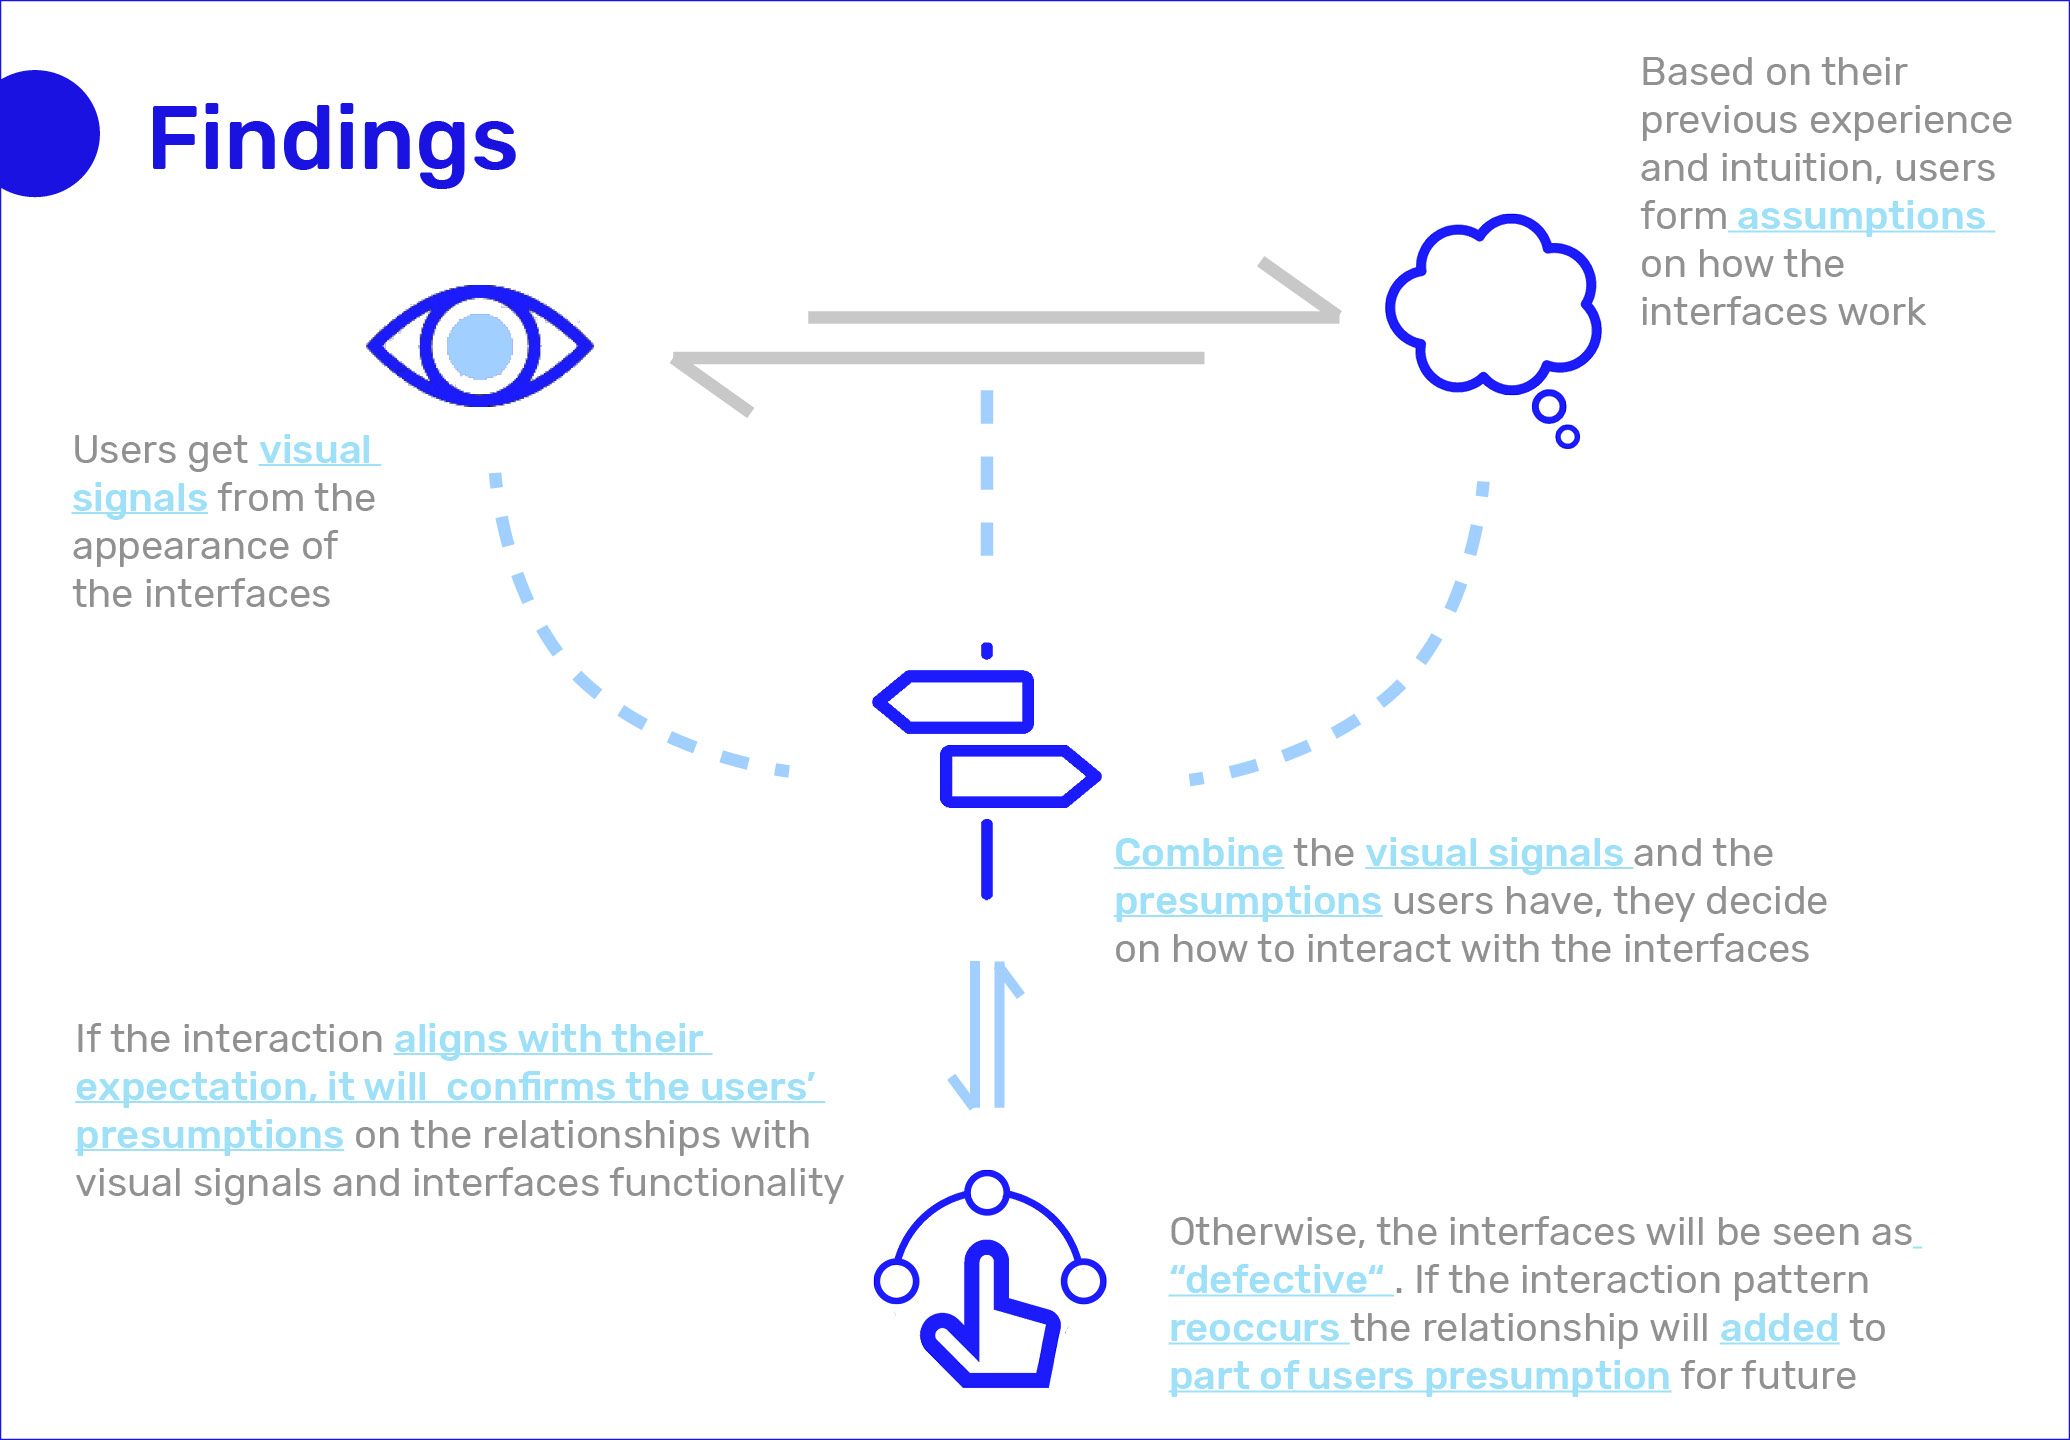 Findings
Based on their
previous experience
and intuition, users
form assumptions
on how the
interfaces work
Users get visual
signals from the
appearance of
the interfaces
Combine the visual signals and the
presumptions users have, they decide
on how to interact with the interfaces
If the interaction aligns with their
expectation, it will  confirms the users’
presumptions on the relationships with
visual signals and interfaces functionality
Otherwise, the interfaces will be seen as
“defective“ . If the interaction pattern
reoccurs the relationship will added to
part of users presumption for future